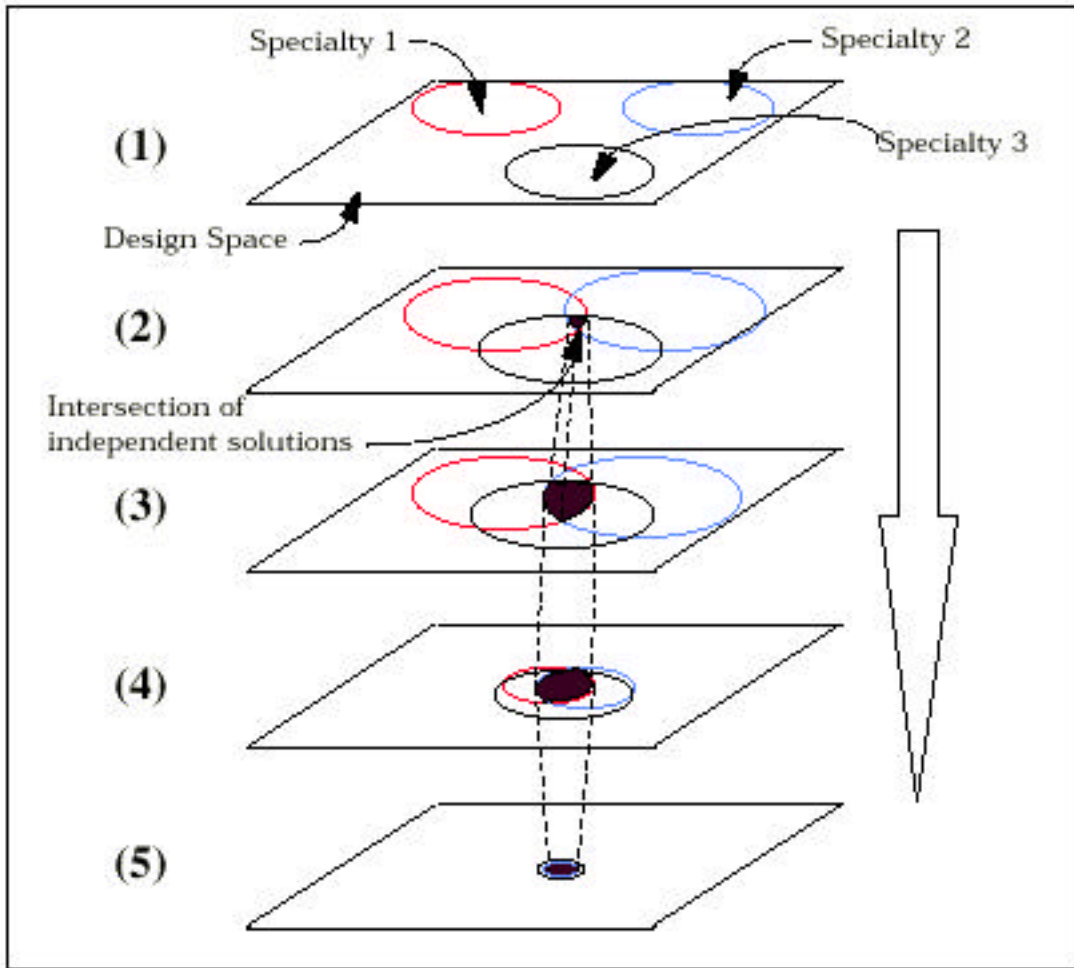 Specialty 1
Specialty 2
(1)
Specialty 3
Design Space
(2)
Intersection of
independent solutions
(3)
(4)
(5)